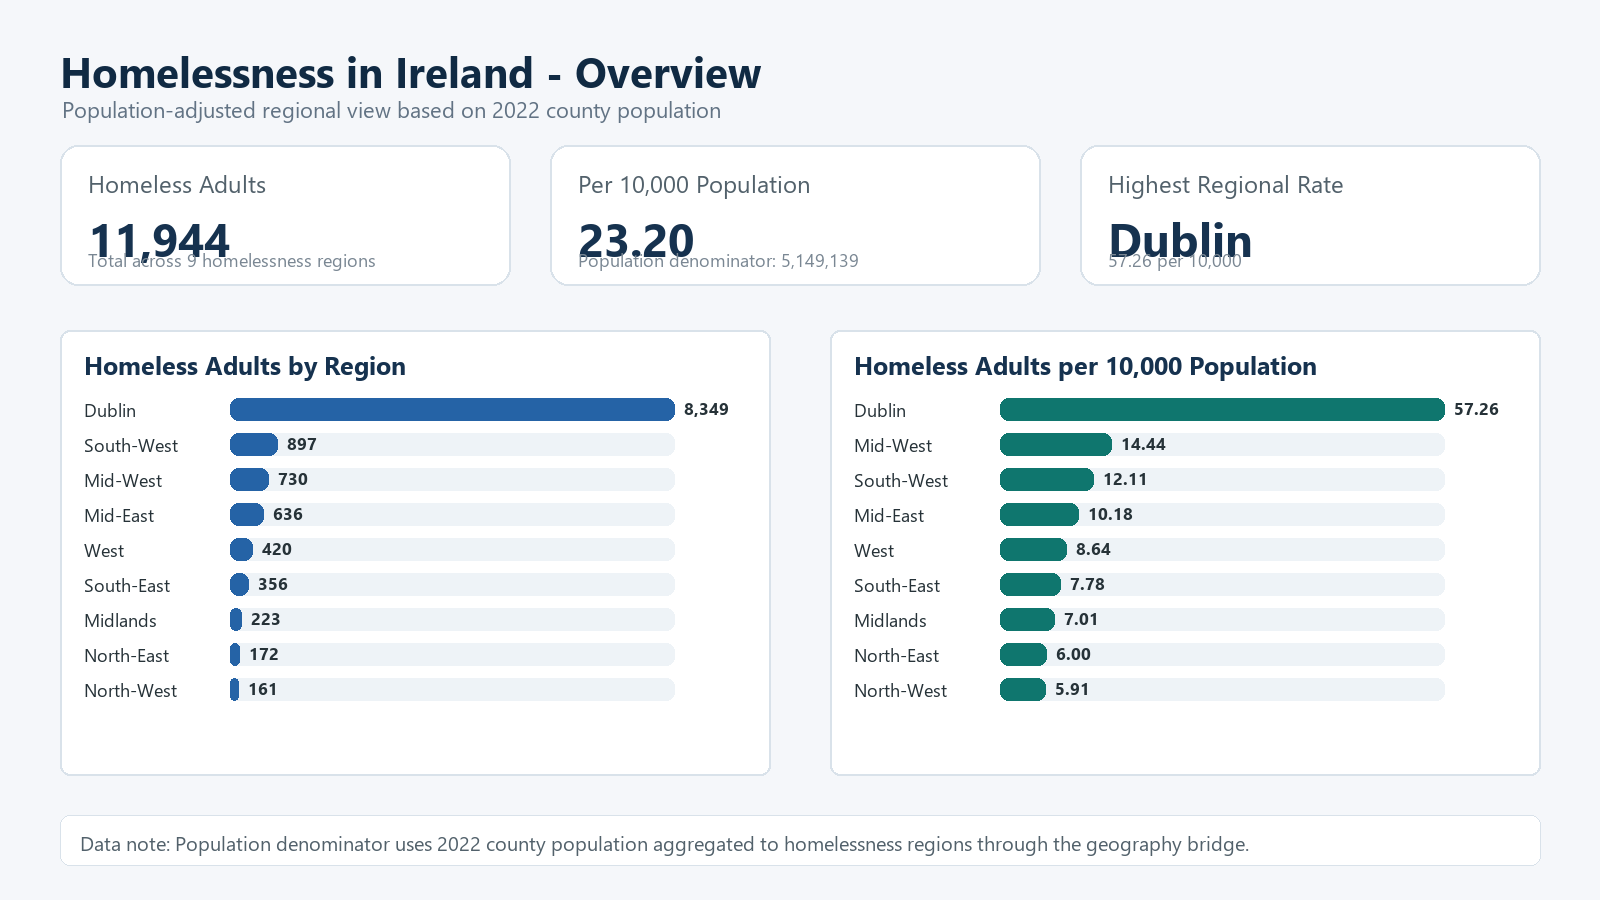 Homelessness in Ireland - Overview
Population-adjusted regional view based on 2022 county population
Homeless Adults
11,944
Total across 9 homelessness regions
Per 10,000 Population
23.20
Population denominator: 5,149,139
Highest Regional Rate
Dublin
57.26 per 10,000
Homeless Adults by Region
Dublin 8,349
South-West 897
Mid-West 730
Mid-East 636
West 420
South-East 356
Midlands 223
North-East 172
North-West 161
Homeless Adults per 10,000 Population
Dublin 57.26
Mid-West 14.44
South-West 12.11
Mid-East 10.18
West 8.64
South-East 7.78
Midlands 7.01
North-East 6.00
North-West 5.91
Data note: Population denominator uses 2022 county population aggregated to homelessness regions through the geography bridge.